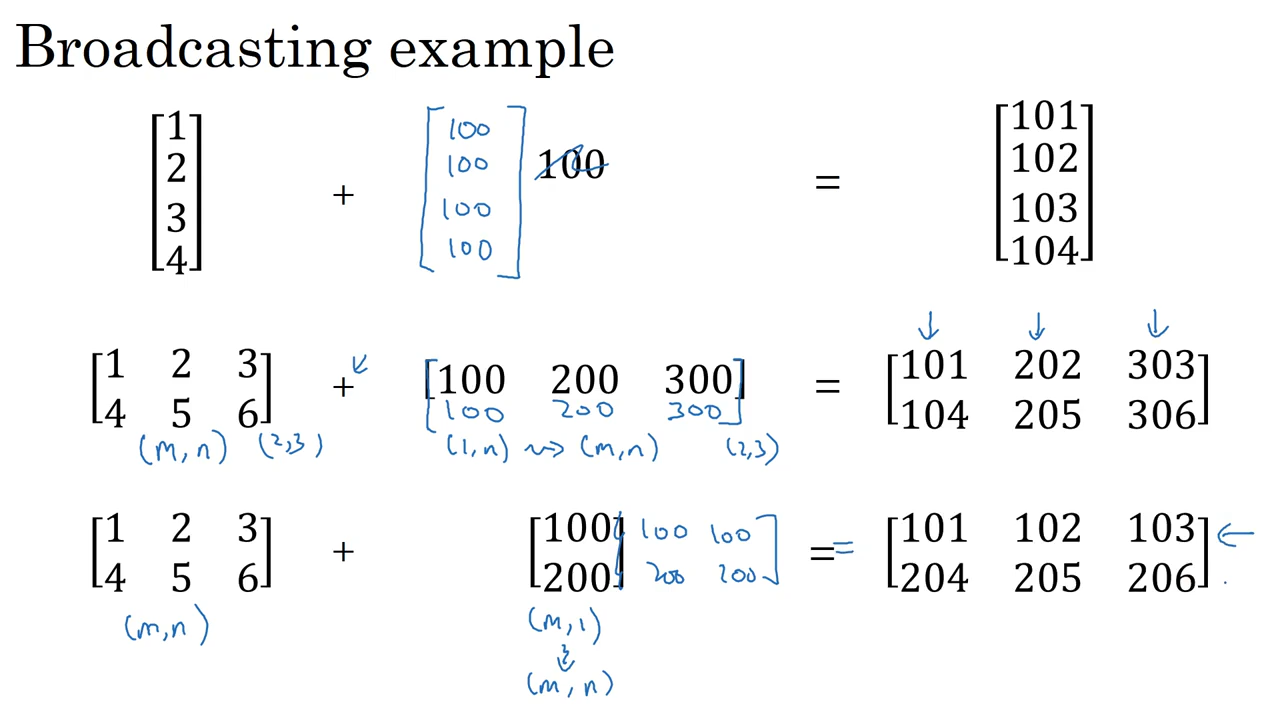 Broadcasting example
[1 2 3 4] + [100 100 100 100] 100 = [101 102 103 104]
[1 2 3 + [100 200 300] = [101 202 303
4 5 6] 100 200 300 104 205 306]
(m,n) (2,3) (1,n) ⇝ (m,n) (2,3)
[1 2 3 + [100 100 100 = = [101 102 103 ←
4 5 6] 200] 200 200] 204 205 206]
(m,n) (m,1)
(m,n)